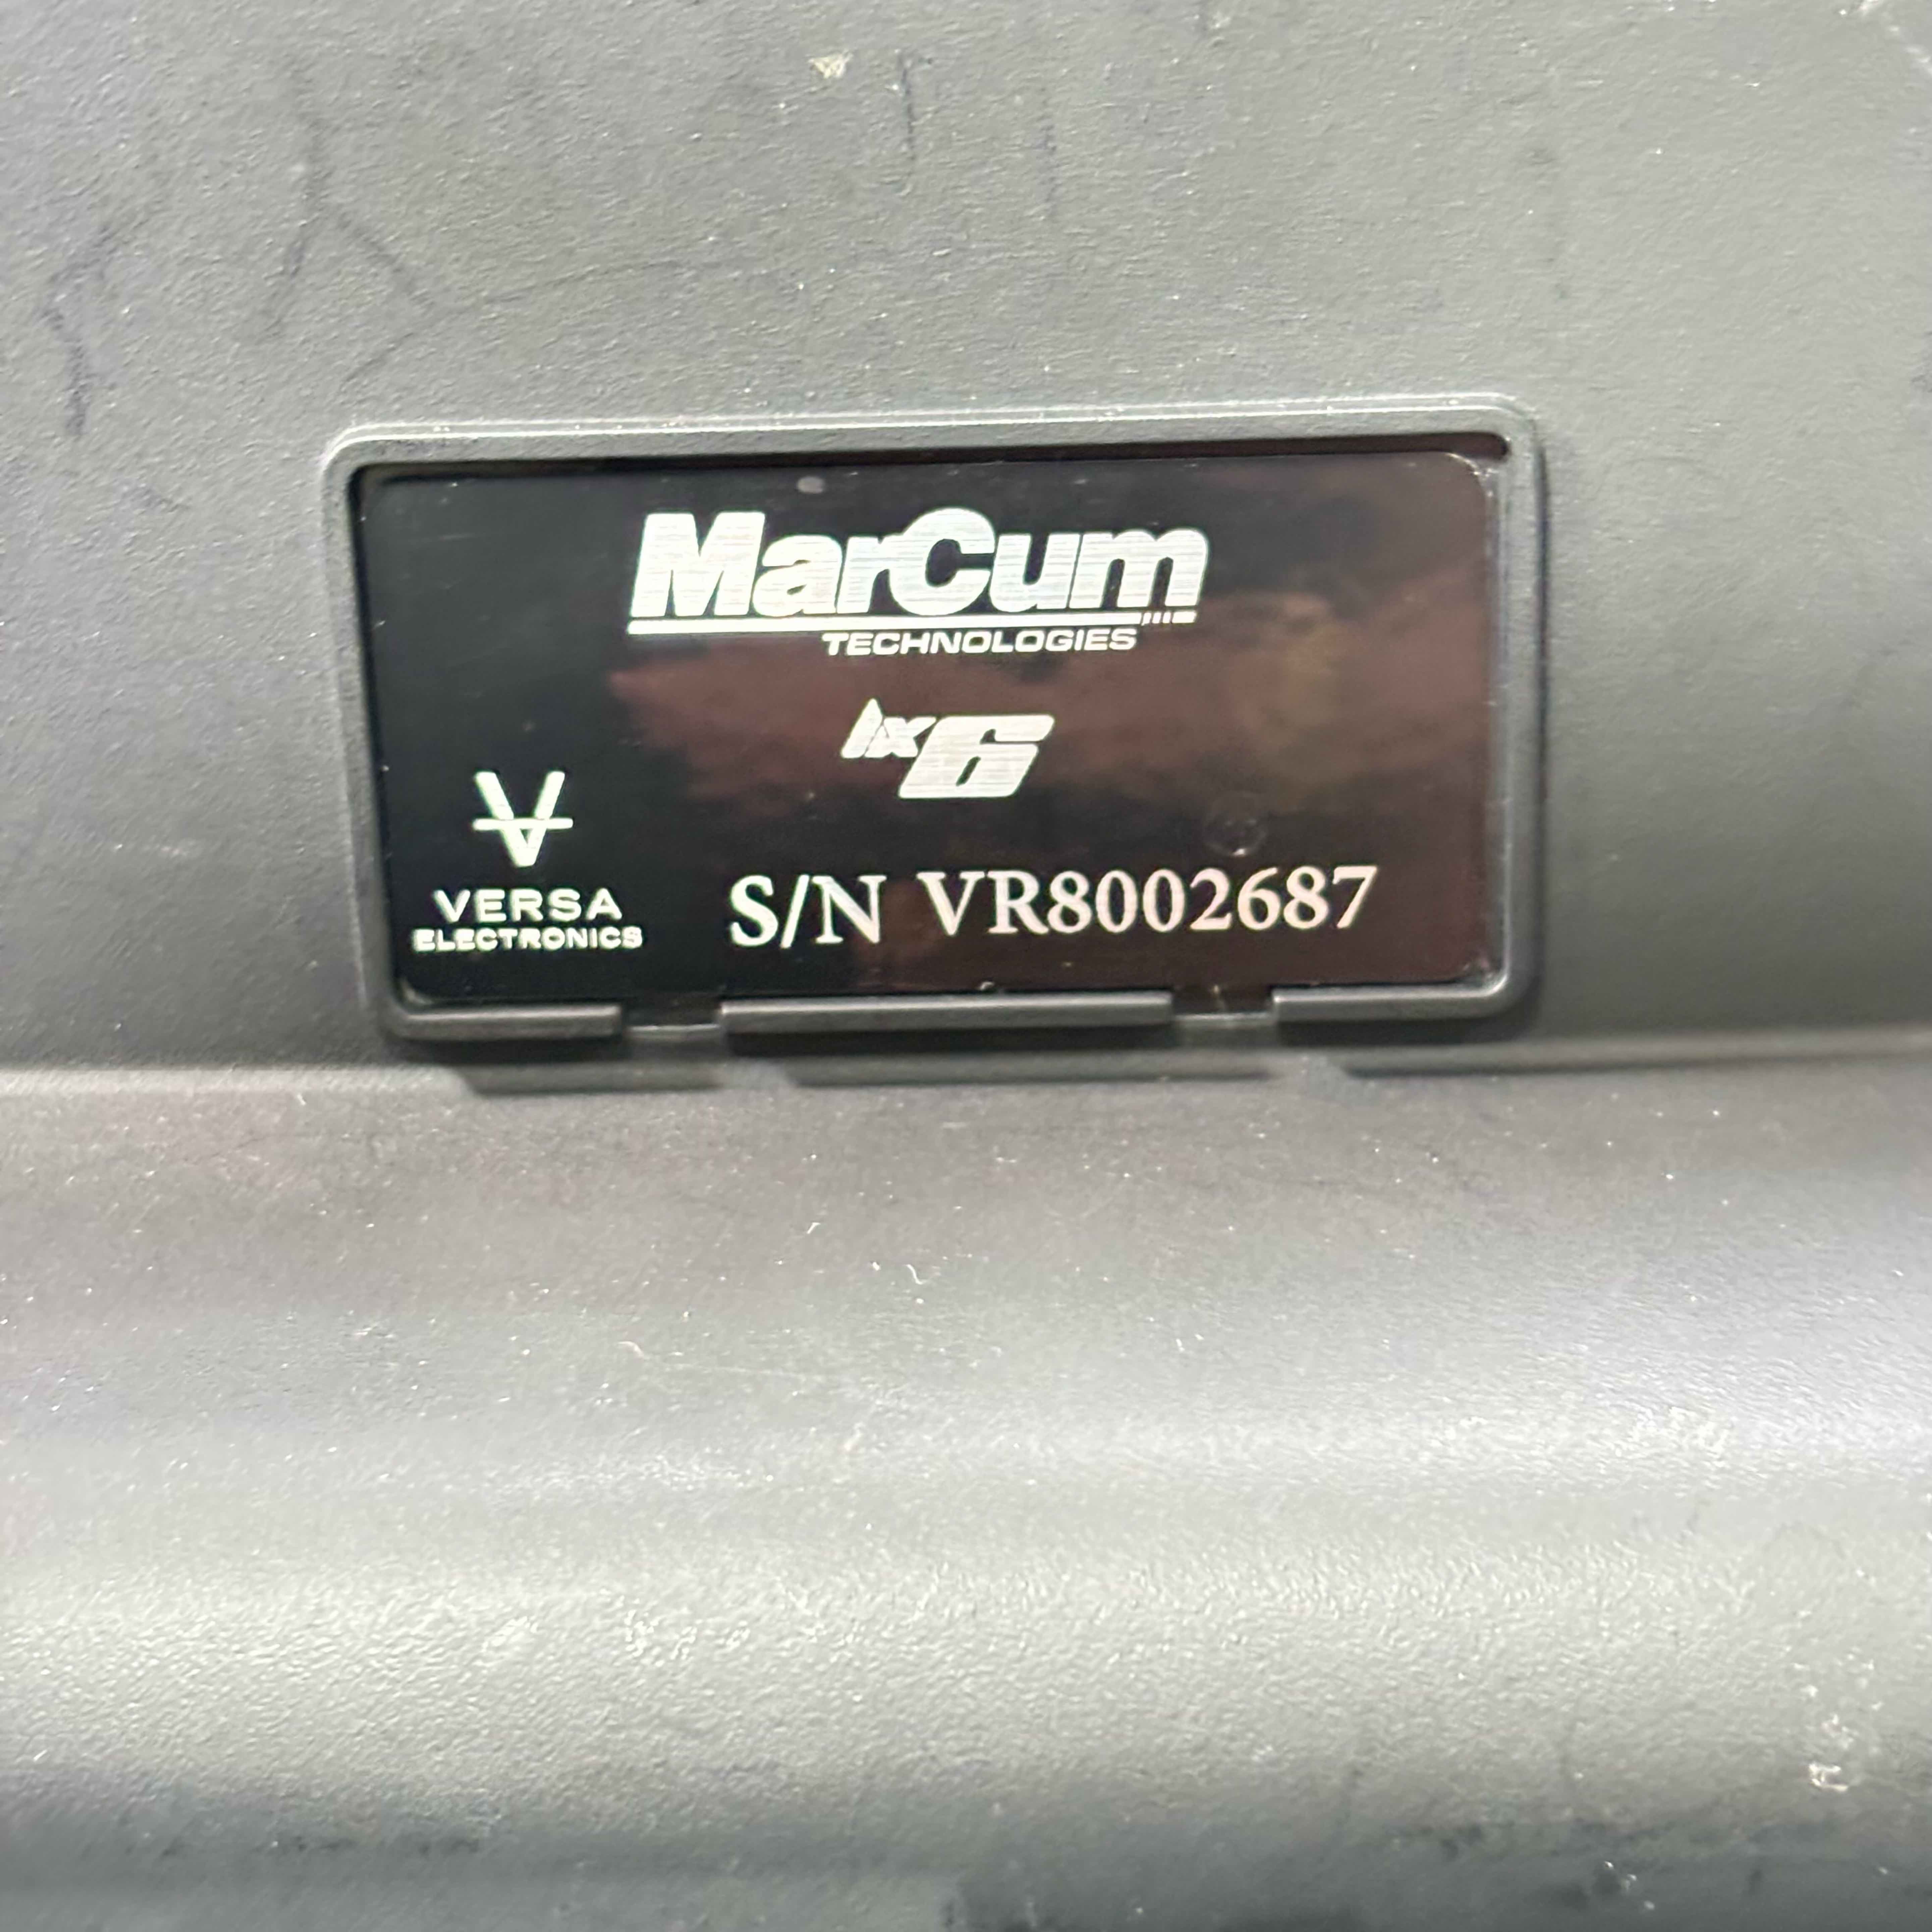 MarCum
TECHNOLOGIES
lx6
VERSA
ELECTRONICS
S/N VR8002687